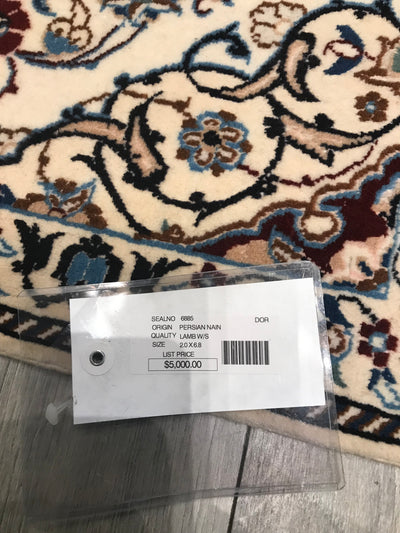 SEALNO 6885 DOR
ORIGIN PERSIAN NAIN
QUALITY LAMB W/S
SIZE 2.0 X 6.8
LIST PRICE
$5,000.00